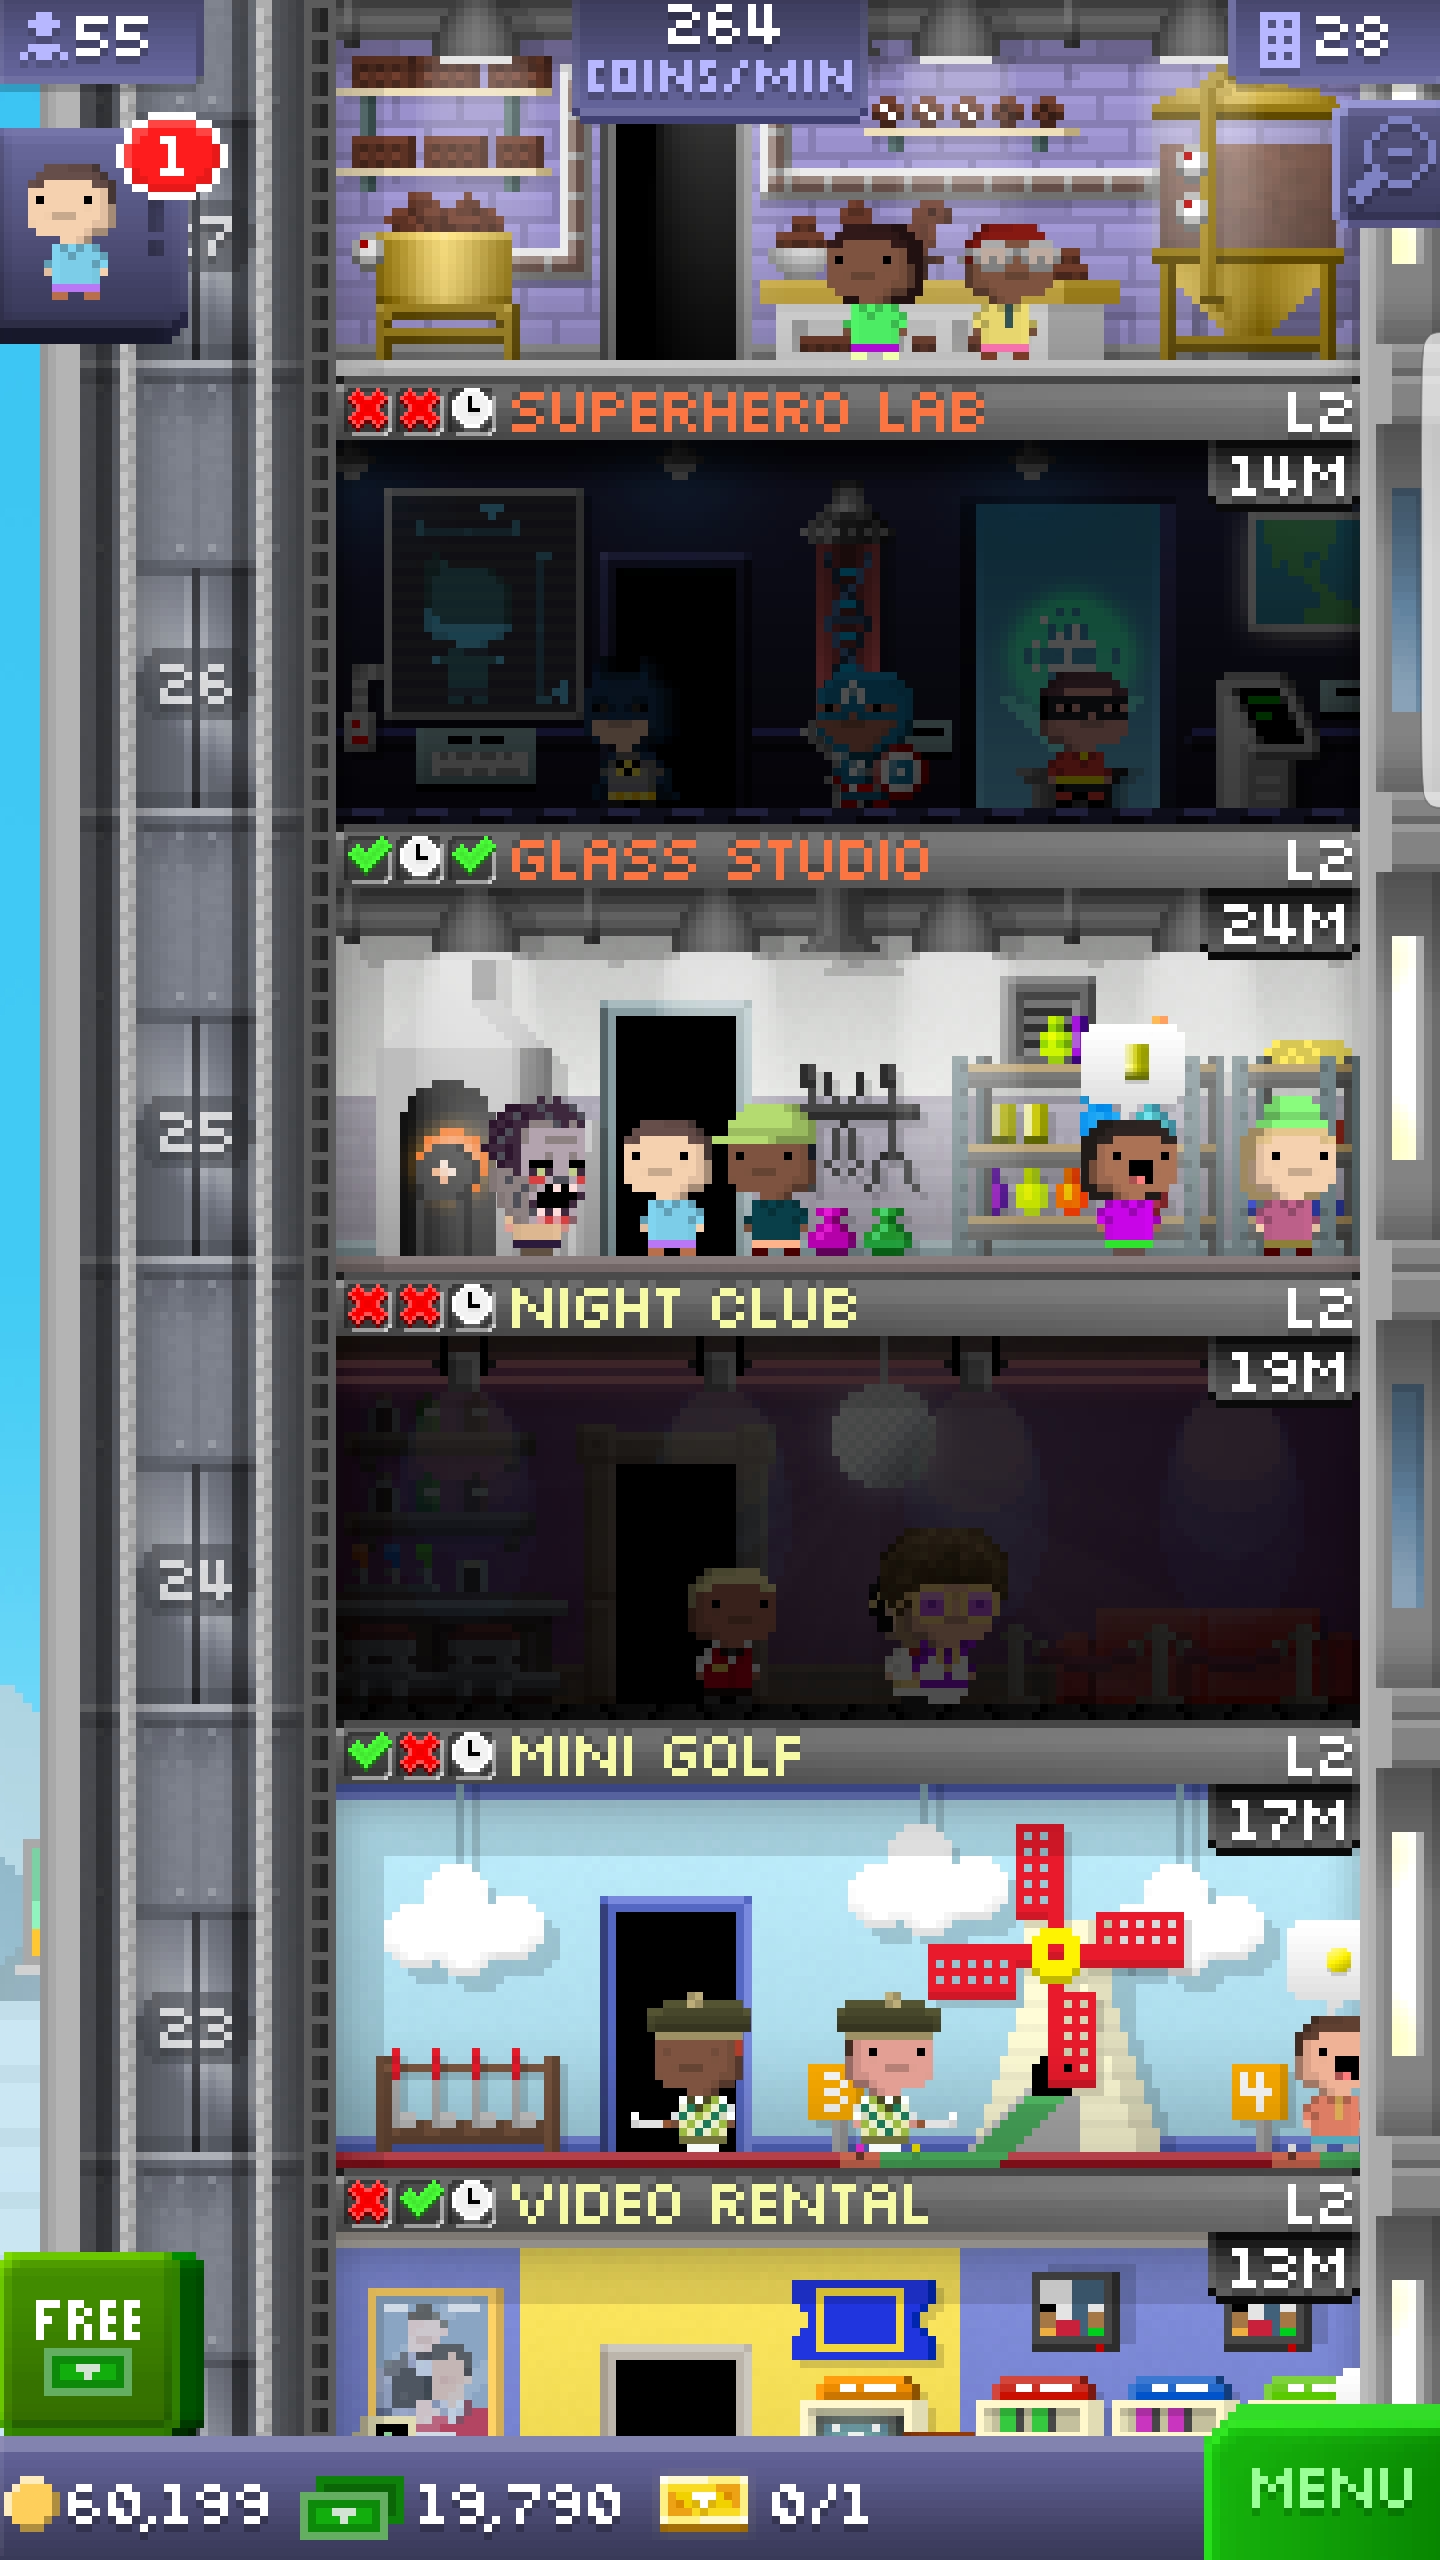 55
264
COINS/MIN
28
1
7
SUPERHERO LAB L2
14M
26
GLASS STUDIO L2
24M
25
NIGHT CLUB L2
19M
24
MINI GOLF L2
17M
23
3
4
VIDEO RENTAL L2
13M
FREE
60,199 19,790 0/1
MENU